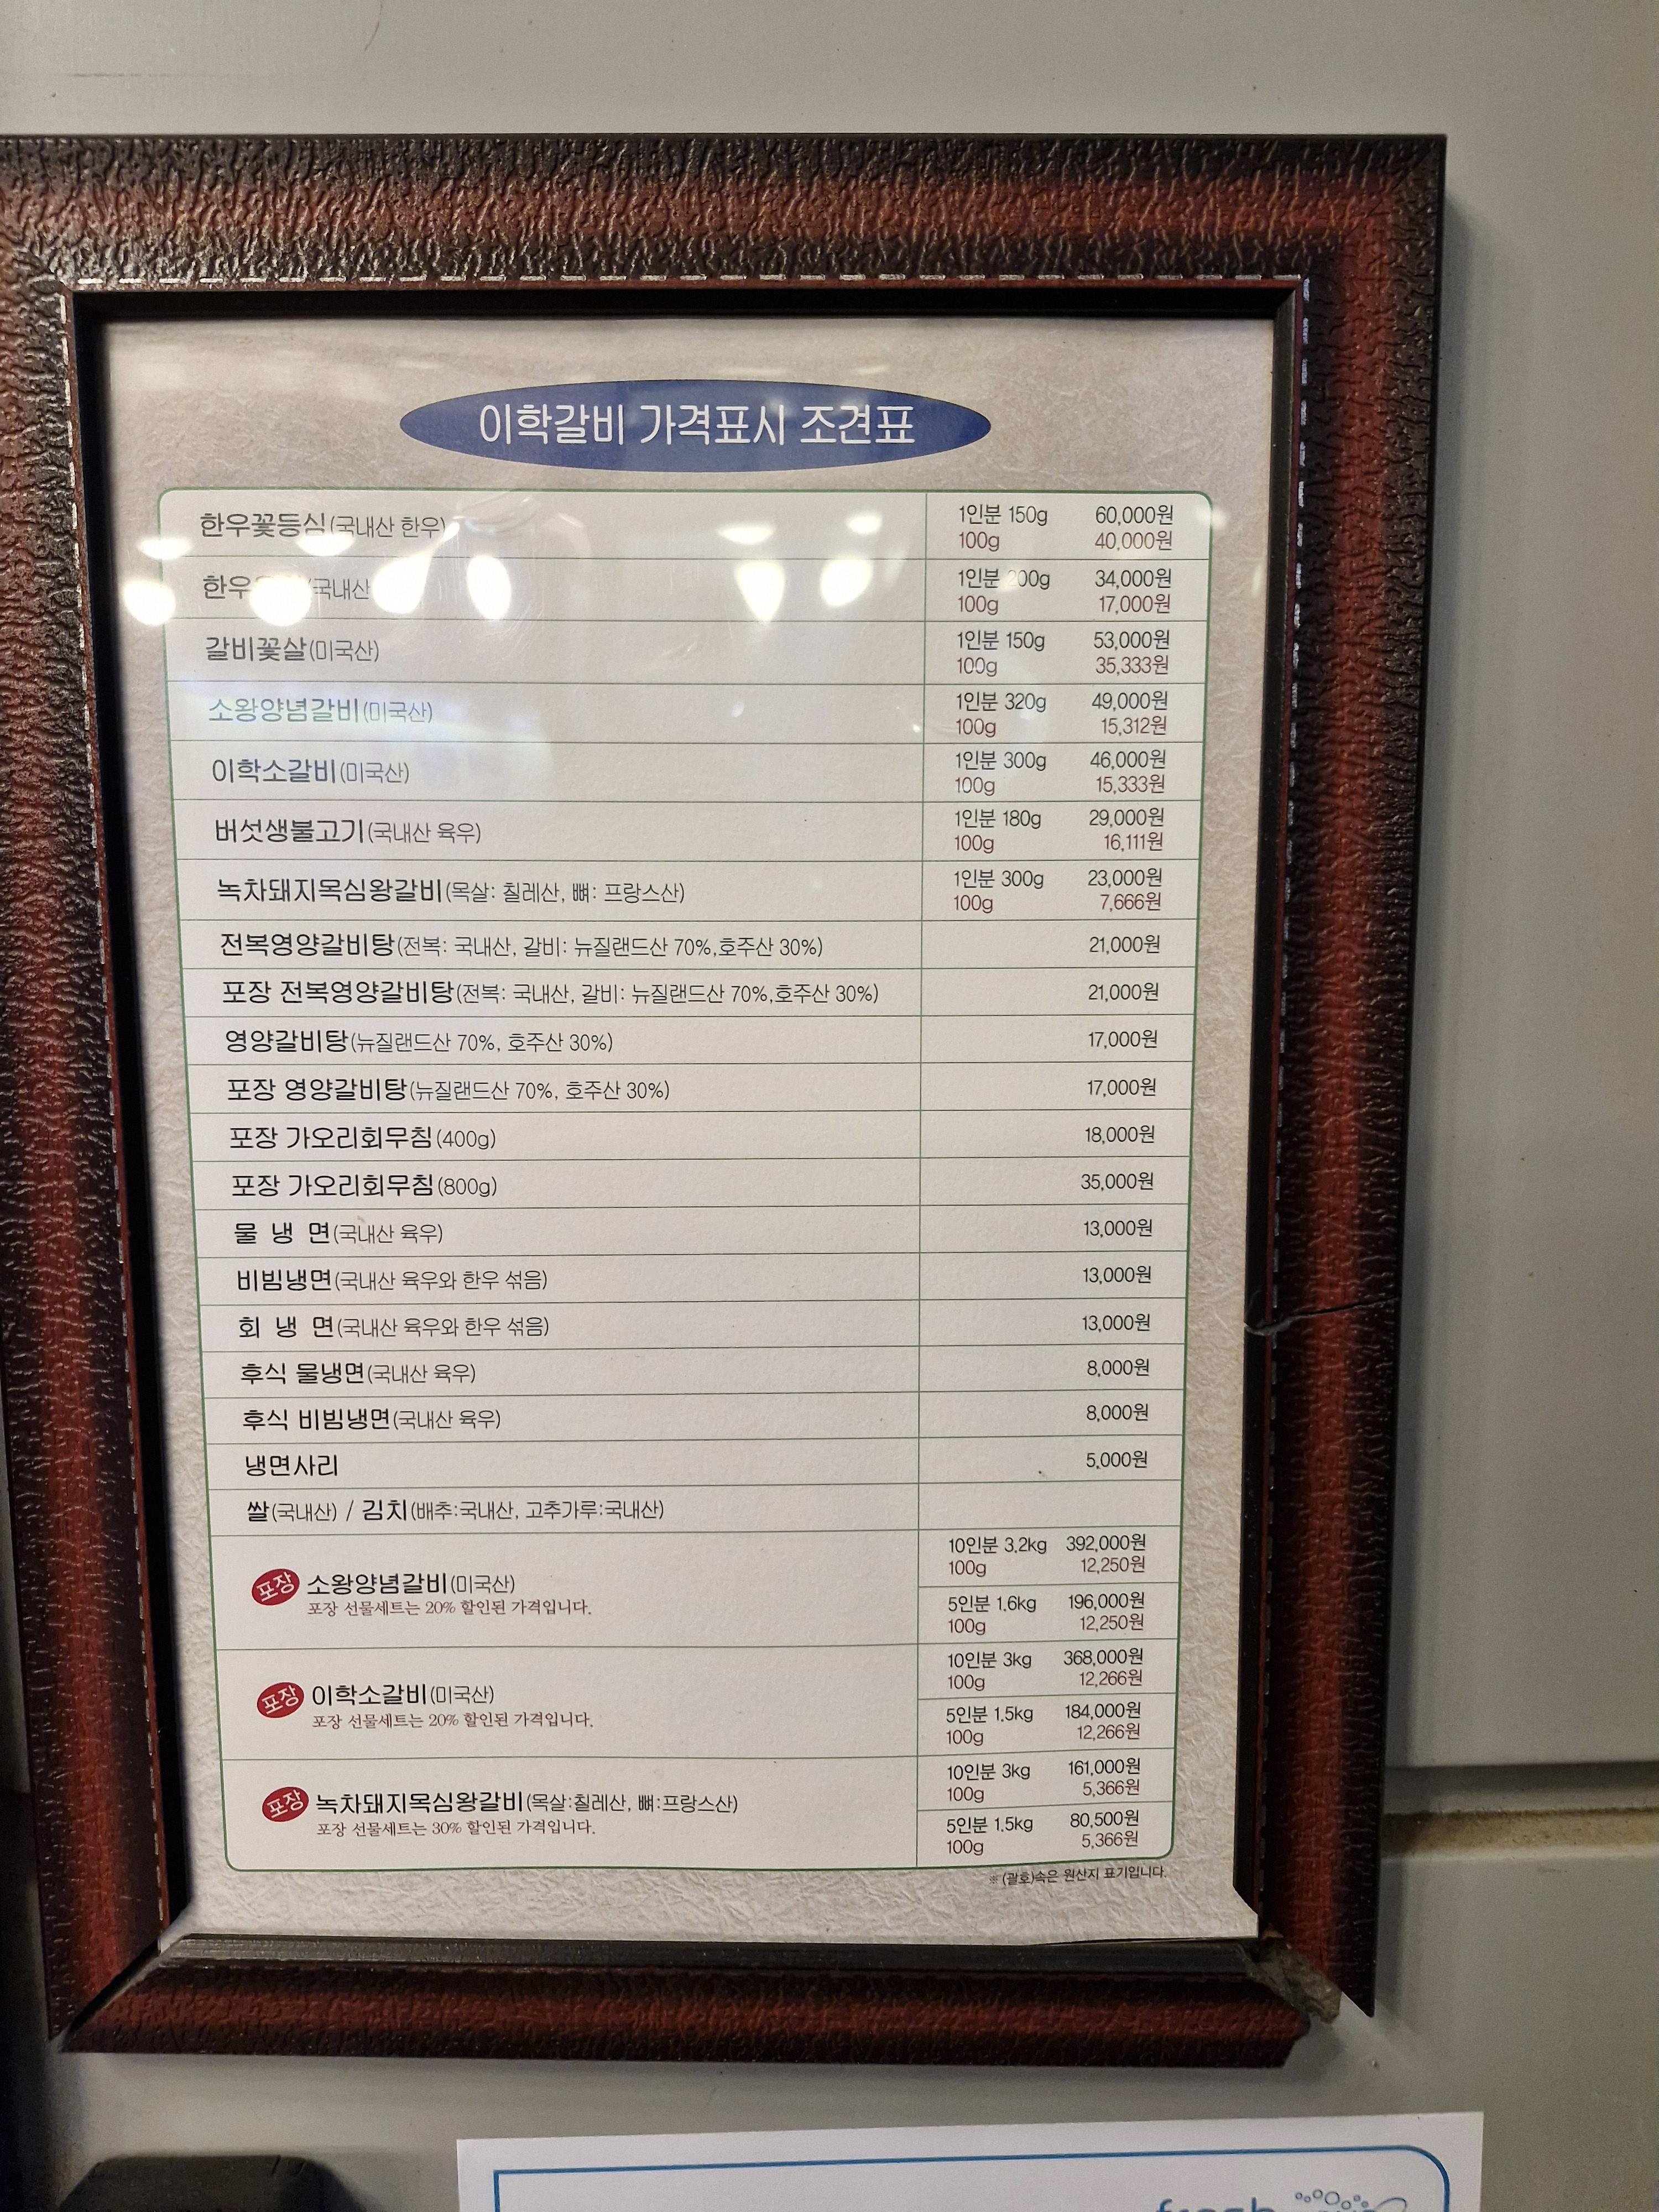 이학갈비 가격표시 조견표
한우꽃등심(국내산 한우) 1인분 150g 60,000원
100g 40,000원
한우 (국내산 1인분 200g 34,000원
100g 17,000원
갈비꽃살(미국산) 1인분 150g 53,000원
100g 35,333원
소왕양념갈비(미국산) 1인분 320g 49,000원
100g 15,312원
이학소갈비(미국산) 1인분 300g 46,000원
100g 15,333원
버섯생불고기(국내산 육우) 1인분 180g 29,000원
100g 16,111원
녹차돼지목심왕갈비(목살: 칠레산, 뼈: 프랑스산) 1인분 300g 23,000원
100g 7,666원
전복영양갈비탕(전복: 국내산, 갈비: 뉴질랜드산 70%,호주산 30%) 21,000원
포장 전복영양갈비탕(전복: 국내산, 갈비: 뉴질랜드산 70%,호주산 30%) 21,000원
영양갈비탕(뉴질랜드산 70%, 호주산 30%) 17,000원
포장 영양갈비탕(뉴질랜드산 70%, 호주산 30%) 17,000원
포장 가오리회무침(400g) 18,000원
포장 가오리회무침(800g) 35,000원
물 냉 면(국내산 육우) 13,000원
비빔냉면(국내산 육우와 한우 섞음) 13,000원
회 냉 면(국내산 육우와 한우 섞음) 13,000원
후식 물냉면(국내산 육우) 8,000원
후식 비빔냉면(국내산 육우) 8,000원
냉면사리 5,000원
쌀(국내산) / 김치(배추:국내산, 고추가루:국내산)
포장 소왕양념갈비(미국산)
포장 선물세트는 20% 할인된 가격입니다.
10인분 3.2kg 392,000원
100g 12,250원
5인분 1.6kg 196,000원
100g 12,250원
포장 이학소갈비(미국산)
포장 선물세트는 20% 할인된 가격입니다.
10인분 3kg 368,000원
100g 12,266원
5인분 1.5kg 184,000원
100g 12,266원
포장 녹차돼지목심왕갈비(목살:칠레산, 뼈:프랑스산)
포장 선물세트는 30% 할인된 가격입니다.
10인분 3kg 161,000원
100g 5,366원
5인분 1.5kg 80,500원
100g 5,366원
※ (괄호)속은 원산지 표기입니다.
fresh